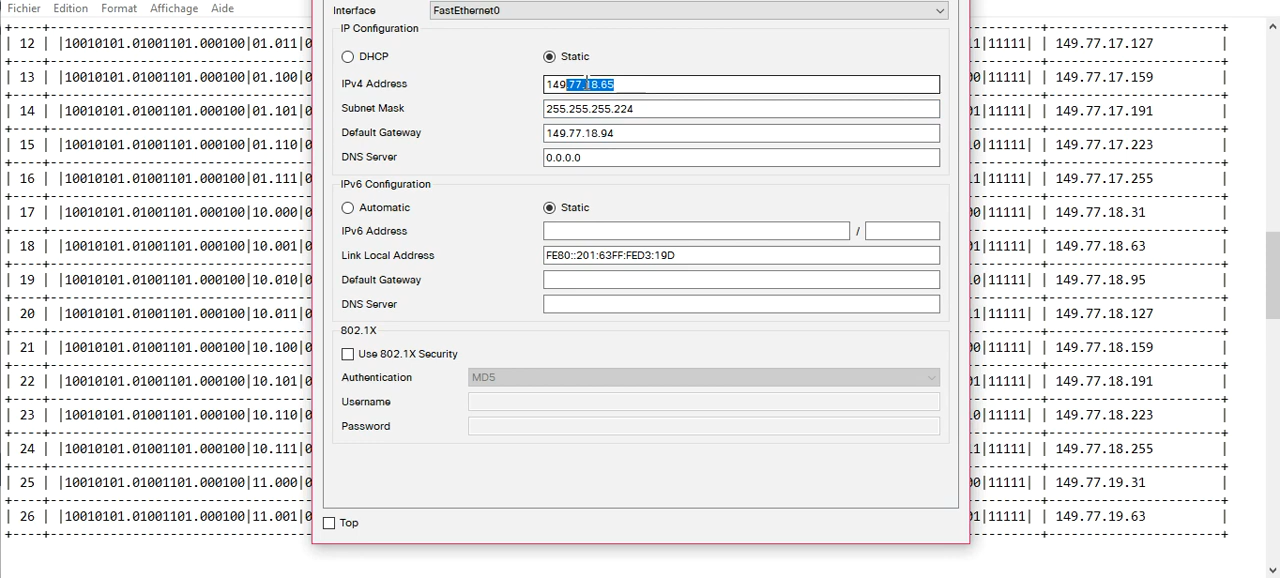 Fichier Edition Format Affichage Aide
Interface FastEthernet0
IP Configuration
DHCP Static
IPv4 Address 149.77.18.65
Subnet Mask 255.255.255.224
Default Gateway 149.77.18.94
DNS Server 0.0.0.0
IPv6 Configuration
Automatic Static
IPv6 Address /
Link Local Address FE80::201:63FF:FED3:19D
Default Gateway
DNS Server
802.1X
Use 802.1X Security
Authentication MD5
Username
Password
Top
+----+---
| 12 | |10010101.01001101.000100|01.011|0 1|11111| | 149.77.17.127 |
| 13 | |10010101.01001101.000100|01.100|0 00|11111| | 149.77.17.159 |
| 14 | |10010101.01001101.000100|01.101|0 01|11111| | 149.77.17.191 |
| 15 | |10010101.01001101.000100|01.110|0 .0|11111| | 149.77.17.223 |
| 16 | |10010101.01001101.000100|01.111|0 .1|11111| | 149.77.17.255 |
| 17 | |10010101.01001101.000100|10.000|0 00|11111| | 149.77.18.31 |
| 18 | |10010101.01001101.000100|10.001|0 01|11111| | 149.77.18.63 |
| 19 | |10010101.01001101.000100|10.010|0 .0|11111| | 149.77.18.95 |
| 20 | |10010101.01001101.000100|10.011|0 .1|11111| | 149.77.18.127 |
| 21 | |10010101.01001101.000100|10.100|0 00|11111| | 149.77.18.159 |
| 22 | |10010101.01001101.000100|10.101|0 01|11111| | 149.77.18.191 |
| 23 | |10010101.01001101.000100|10.110|0 .0|11111| | 149.77.18.223 |
| 24 | |10010101.01001101.000100|10.111|0 .1|11111| | 149.77.18.255 |
| 25 | |10010101.01001101.000100|11.000|0 00|11111| | 149.77.19.31 |
| 26 | |10010101.01001101.000100|11.001|0 01|11111| | 149.77.19.63 |